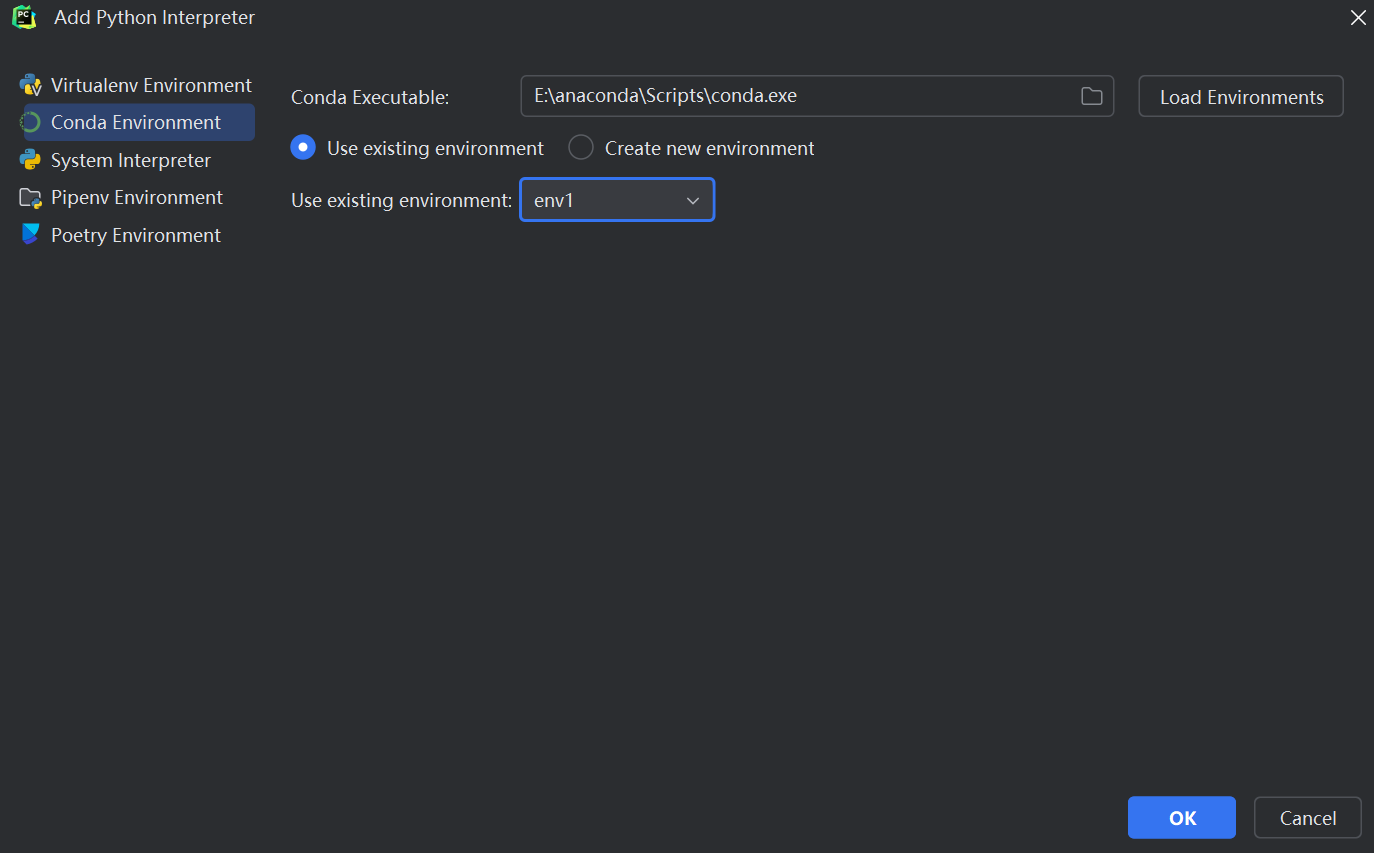 PC Add Python Interpreter
Virtualenv Environment
Conda Environment
System Interpreter
Pipenv Environment
Poetry Environment
Conda Executable: E:\anaconda\Scripts\conda.exe Load Environments
Use existing environment Create new environment
Use existing environment: env1
OK Cancel